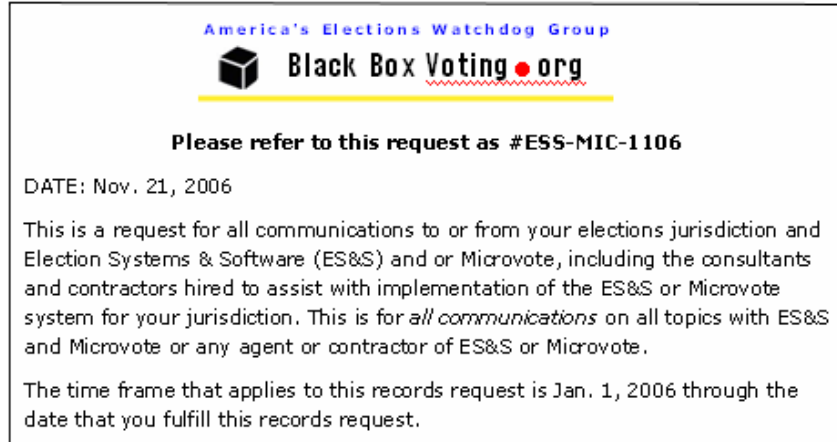 America's Elections Watchdog Group
Black Box Voting.org
Please refer to this request as #ESS-MIC-1106
DATE: Nov. 21, 2006
This is a request for all communications to or from your elections jurisdiction and
Election Systems & Software (ES&S) and or Microvote, including the consultants
and contractors hired to assist with implementation of the ES&S or Microvote
system for your jurisdiction. This is for all communications on all topics with ES&S
and Microvote or any agent or contractor of ES&S or Microvote.
The time frame that applies to this records request is Jan. 1, 2006 through the
date that you fulfill this records request.